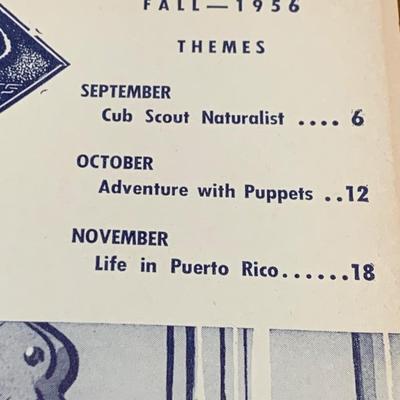 FALL—1956
THEMES
SEPTEMBER
Cub Scout Naturalist .... 6
OCTOBER
Adventure with Puppets ..12
NOVEMBER
Life in Puerto Rico......18